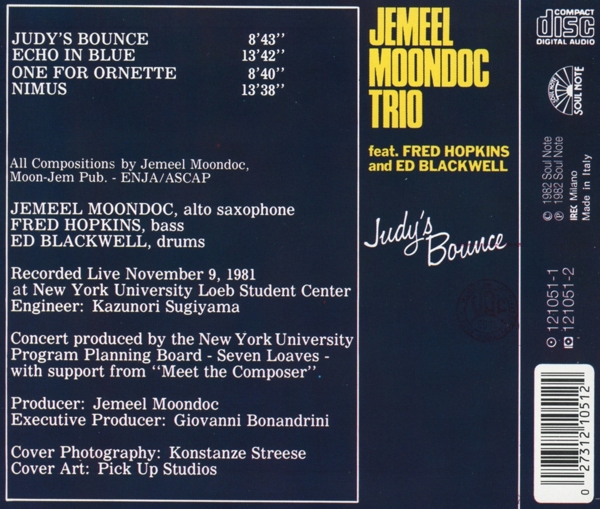 JUDY'S BOUNCE 8'43''
ECHO IN BLUE 13'42''
ONE FOR ORNETTE 8'40''
NIMUS 13'38''
All Compositions by Jemeel Moondoc,
Moon-Jem Pub. - ENJA/ASCAP
JEMEEL MOONDOC, alto saxophone
FRED HOPKINS, bass
ED BLACKWELL, drums
Recorded Live November 9, 1981
at New York University Loeb Student Center
Engineer: Kazunori Sugiyama
Concert produced by the New York University
Program Planning Board - Seven Loaves -
with support from ''Meet the Composer''.
Producer: Jemeel Moondoc
Executive Producer: Giovanni Bonandrini
Cover Photography: Konstanze Streese
Cover Art: Pick Up Studios
JEMEEL
MOONDOC
TRIO
feat. FRED HOPKINS
and ED BLACKWELL
Judy's
Bounce
COMPACT
disc
DIGITAL AUDIO
SOUL NOTE
© 1982 Soul Note
℗ 1982 Soul Note
IREC Milano
Made in Italy
121051-1
121051-2
0 27312 10512